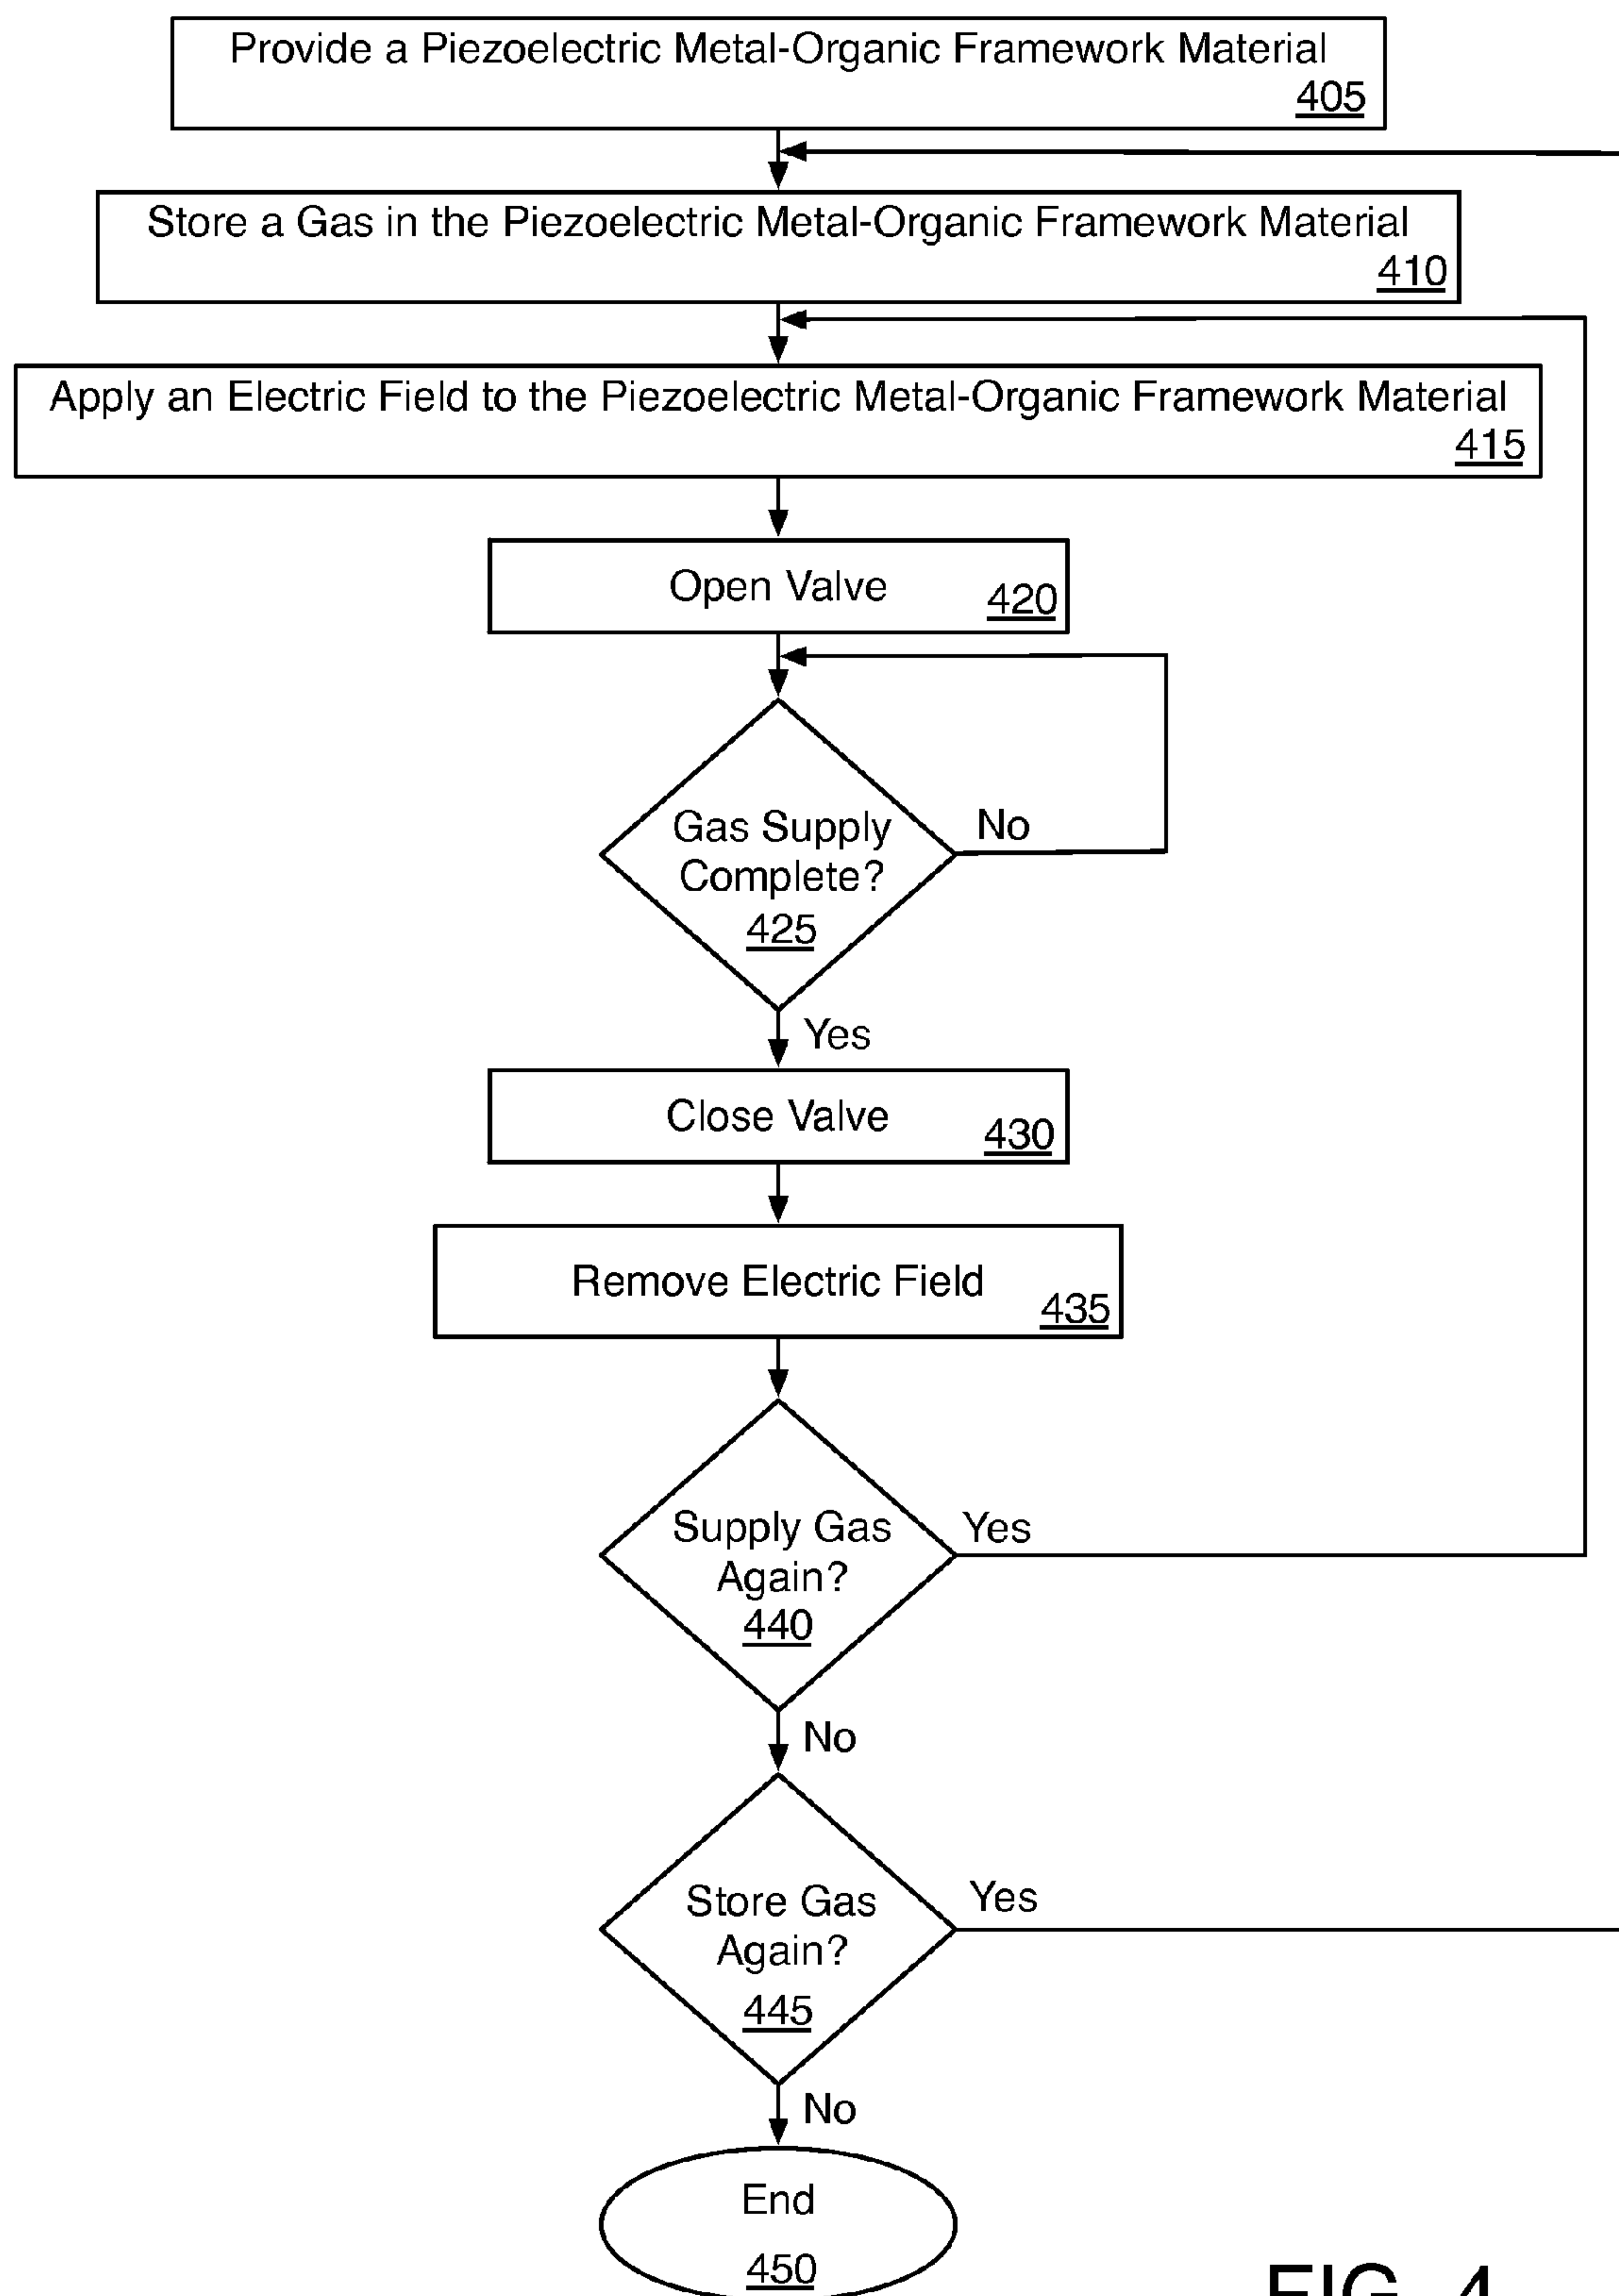 Provide a Piezoelectric Metal-Organic Framework Material
405
Store a Gas in the Piezoelectric Metal-Organic Framework Material
410
Apply an Electric Field to the Piezoelectric Metal-Organic Framework Material
415
Open Valve
420
Gas Supply
Complete?
425
No
Yes
Close Valve
430
Remove Electric Field
435
Supply Gas
Again?
440
Yes
No
Store Gas
Again?
445
Yes
No
End
450
FIG. 4